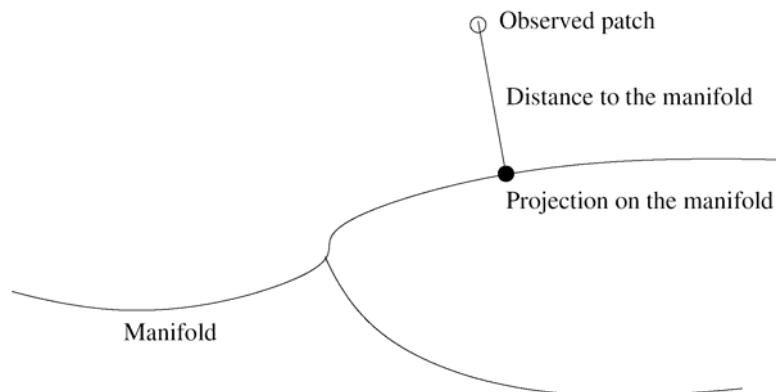 Observed patch
Distance to the manifold
Projection on the manifold
Manifold